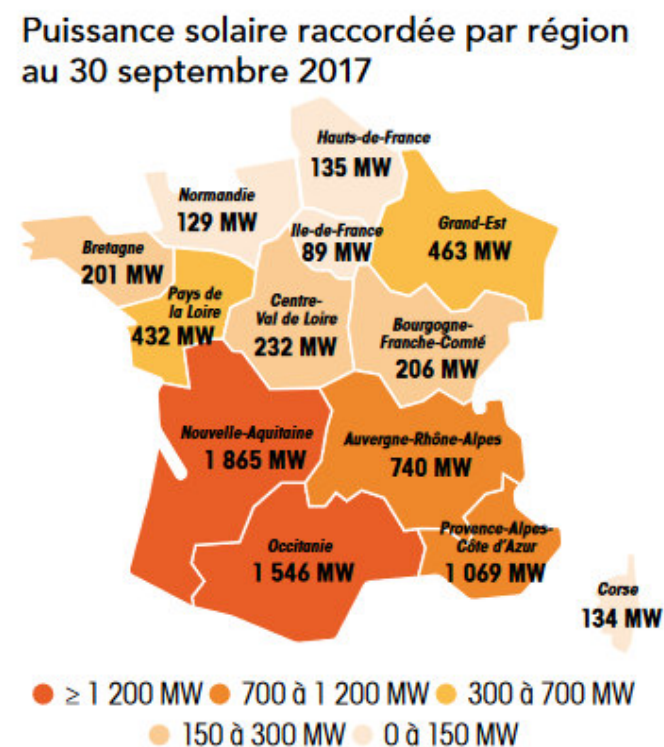 Puissance solaire raccordée par région
au 30 septembre 2017
Hauts-de-France
135 MW
Normandie
129 MW
Ile-de-France
89 MW
Grand-Est
463 MW
Bretagne
201 MW
Pays de
la Loire
432 MW
Centre-
Val de Loire
232 MW
Bourgogne-
Franche-Comté
206 MW
Nouvelle-Aquitaine
1 865 MW
Auvergne-Rhône-Alpes
740 MW
Occitanie
1 546 MW
Provence-Alpes-
Côte d'Azur
1 069 MW
Corse
134 MW
≥ 1 200 MW 700 à 1 200 MW 300 à 700 MW
150 à 300 MW 0 à 150 MW